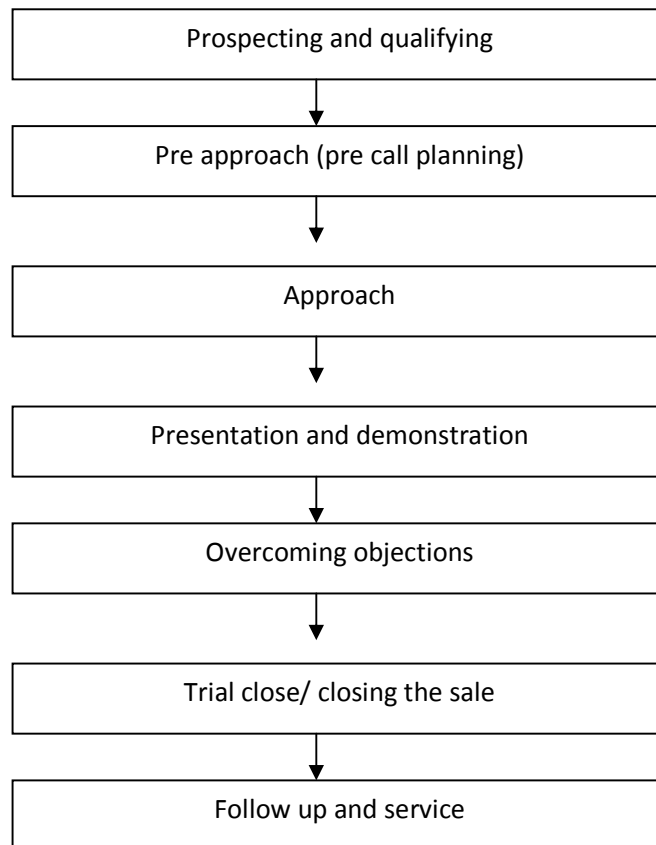 Prospecting and qualifying
Pre approach (pre call planning)
Approach
Presentation and demonstration
Overcoming objections
Trial close/ closing the sale
Follow up and service